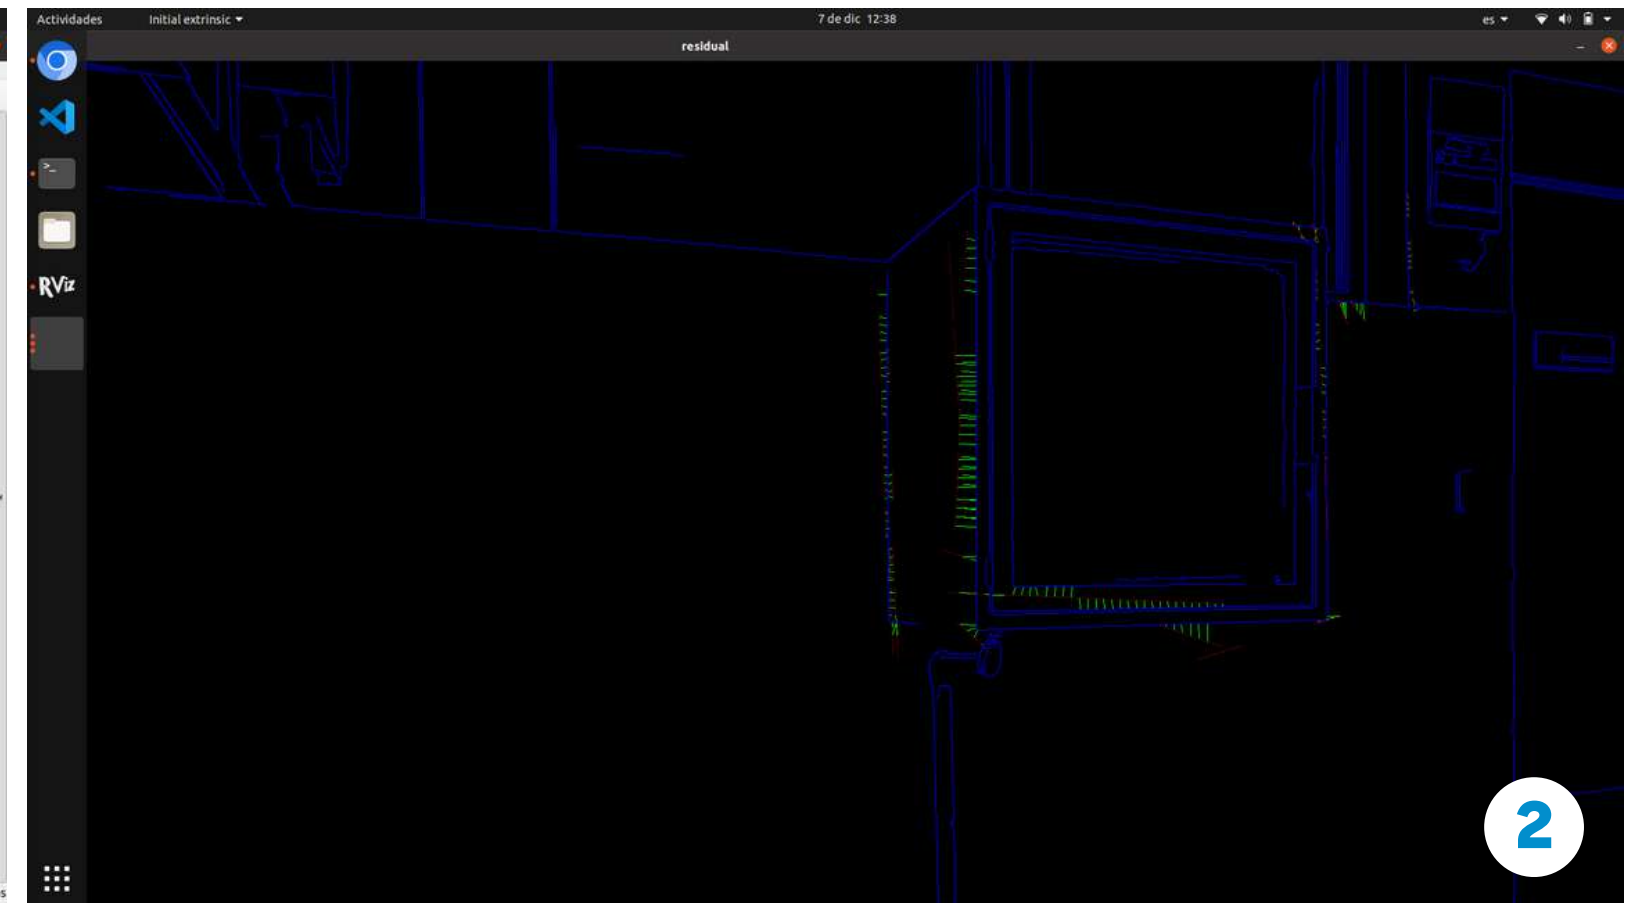 Actividades Initial extrinsic 7 de dic 12:38 es
residual
>_
RViz
2